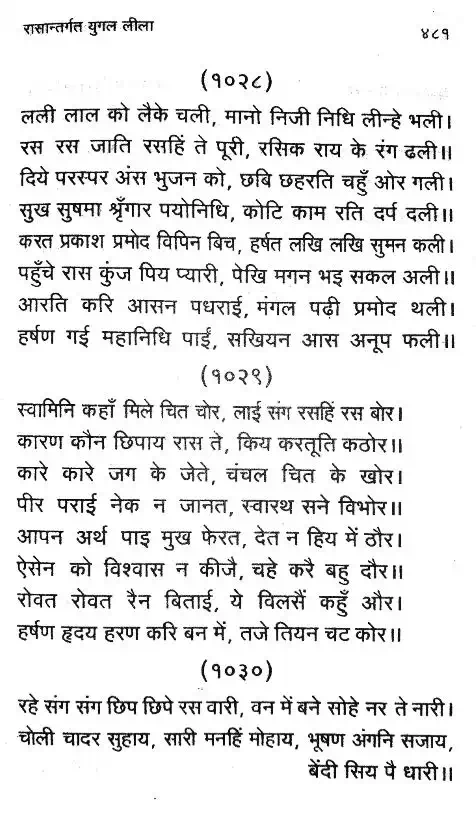 रासान्तर्गत युगल लीला
४८१
(१०२८)
लली लाल को लैके चली, मानो निजी निधि लीन्हे भली।
रस रस जाति रसहिं ते पूरी, रसिक राय के रंग ढली॥
दिये परस्पर अंस भुजन को, छबि छहरति चहुँ ओर गली।
सुख सुषमा श्रृँगार पयोनिधि, कोटि काम रति दर्प दली॥
करत प्रकाश प्रमोद विपिन बिच, हर्षत लखि लखि सुमन कली।
पहुँचे रास कुंज पिय प्यारी, पेखि मगन भइ सकल अली॥
आरति करि आसन पधराई, मंगल पढ़ी प्रमोद थली।
हर्षण गई महानिधि पाईं, सखियन आस अनूप फली॥
(१०२९)
स्वामिनि कहाँ मिले चित चोर, लाई संग रसहिं रस बोर।
कारण कौन छिपाय रास ते, किय करतूति कठोर॥
कारे कारे जग के जेते, चंचल चित के खोर।
पीर पराई नेक न जानत, स्वारथ सने विभोर॥
आपन अर्थ पाइ मुख फेरत, देत न हिय में ठौर।
ऐसेन को विश्वास न कीजै, चहे करै बहु दौर॥
रोवत रोवत रैन बिताई, ये विलसैं कहुँ और।
हर्षण हृदय हरण करि बन में, तजे तियन चट कोर॥
(१०३०)
रहे संग संग छिप छिपे रस वारी, वन में बने सोहे नर ते नारी।
चोली चादर सुहाय, सारी मनहिं मोहाय, भूषण अंगनि सजाय,
बेंदी सिय पै धारी॥